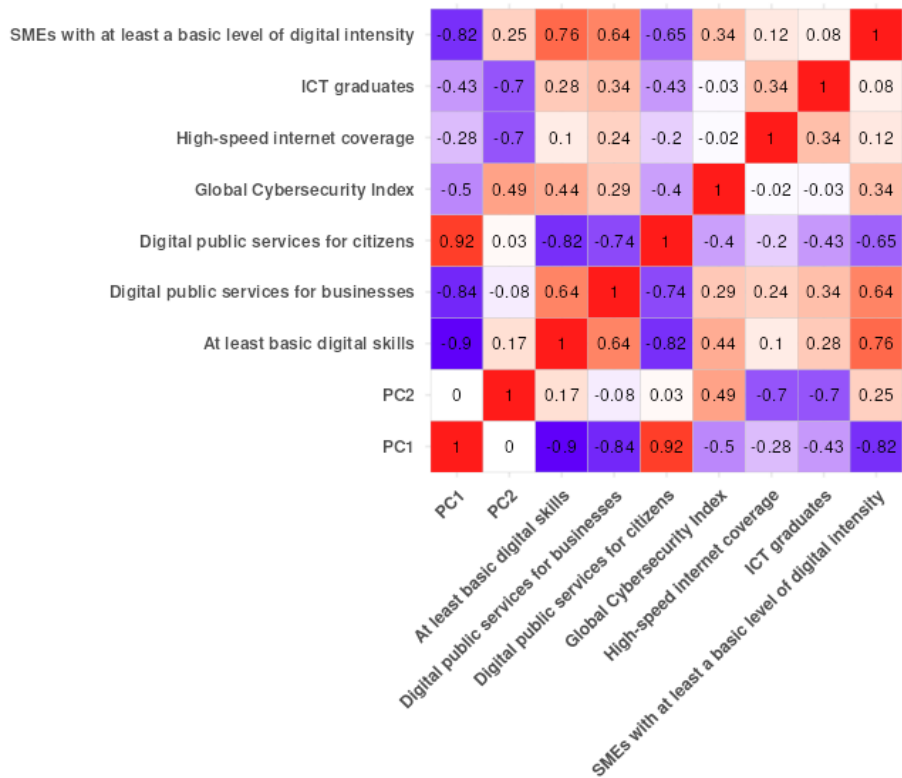 SMEs with at least a basic level of digital intensity -0.82 0.25 0.76 0.64 -0.65 0.34 0.12 0.08 1
ICT graduates -0.43 -0.7 0.28 0.34 -0.43 -0.03 0.34 1 0.08
High-speed internet coverage -0.28 -0.7 0.1 0.24 -0.2 -0.02 1 0.34 0.12
Global Cybersecurity Index -0.5 0.49 0.44 0.29 -0.4 1 -0.02 -0.03 0.34
Digital public services for citizens 0.92 0.03 -0.82 -0.74 1 -0.4 -0.2 -0.43 -0.65
Digital public services for businesses -0.84 -0.08 0.64 1 -0.74 0.29 0.24 0.34 0.64
At least basic digital skills -0.9 0.17 1 0.64 -0.82 0.44 0.1 0.28 0.76
PC2 0 1 0.17 -0.08 0.03 0.49 -0.7 -0.7 0.25
PC1 1 0 -0.9 -0.84 0.92 -0.5 -0.28 -0.43 -0.82
PC1
PC2
At least basic digital skills
Digital public services for businesses
Digital public services for citizens
Global Cybersecurity Index
High-speed internet coverage
ICT graduates
SMEs with at least a basic level of digital intensity